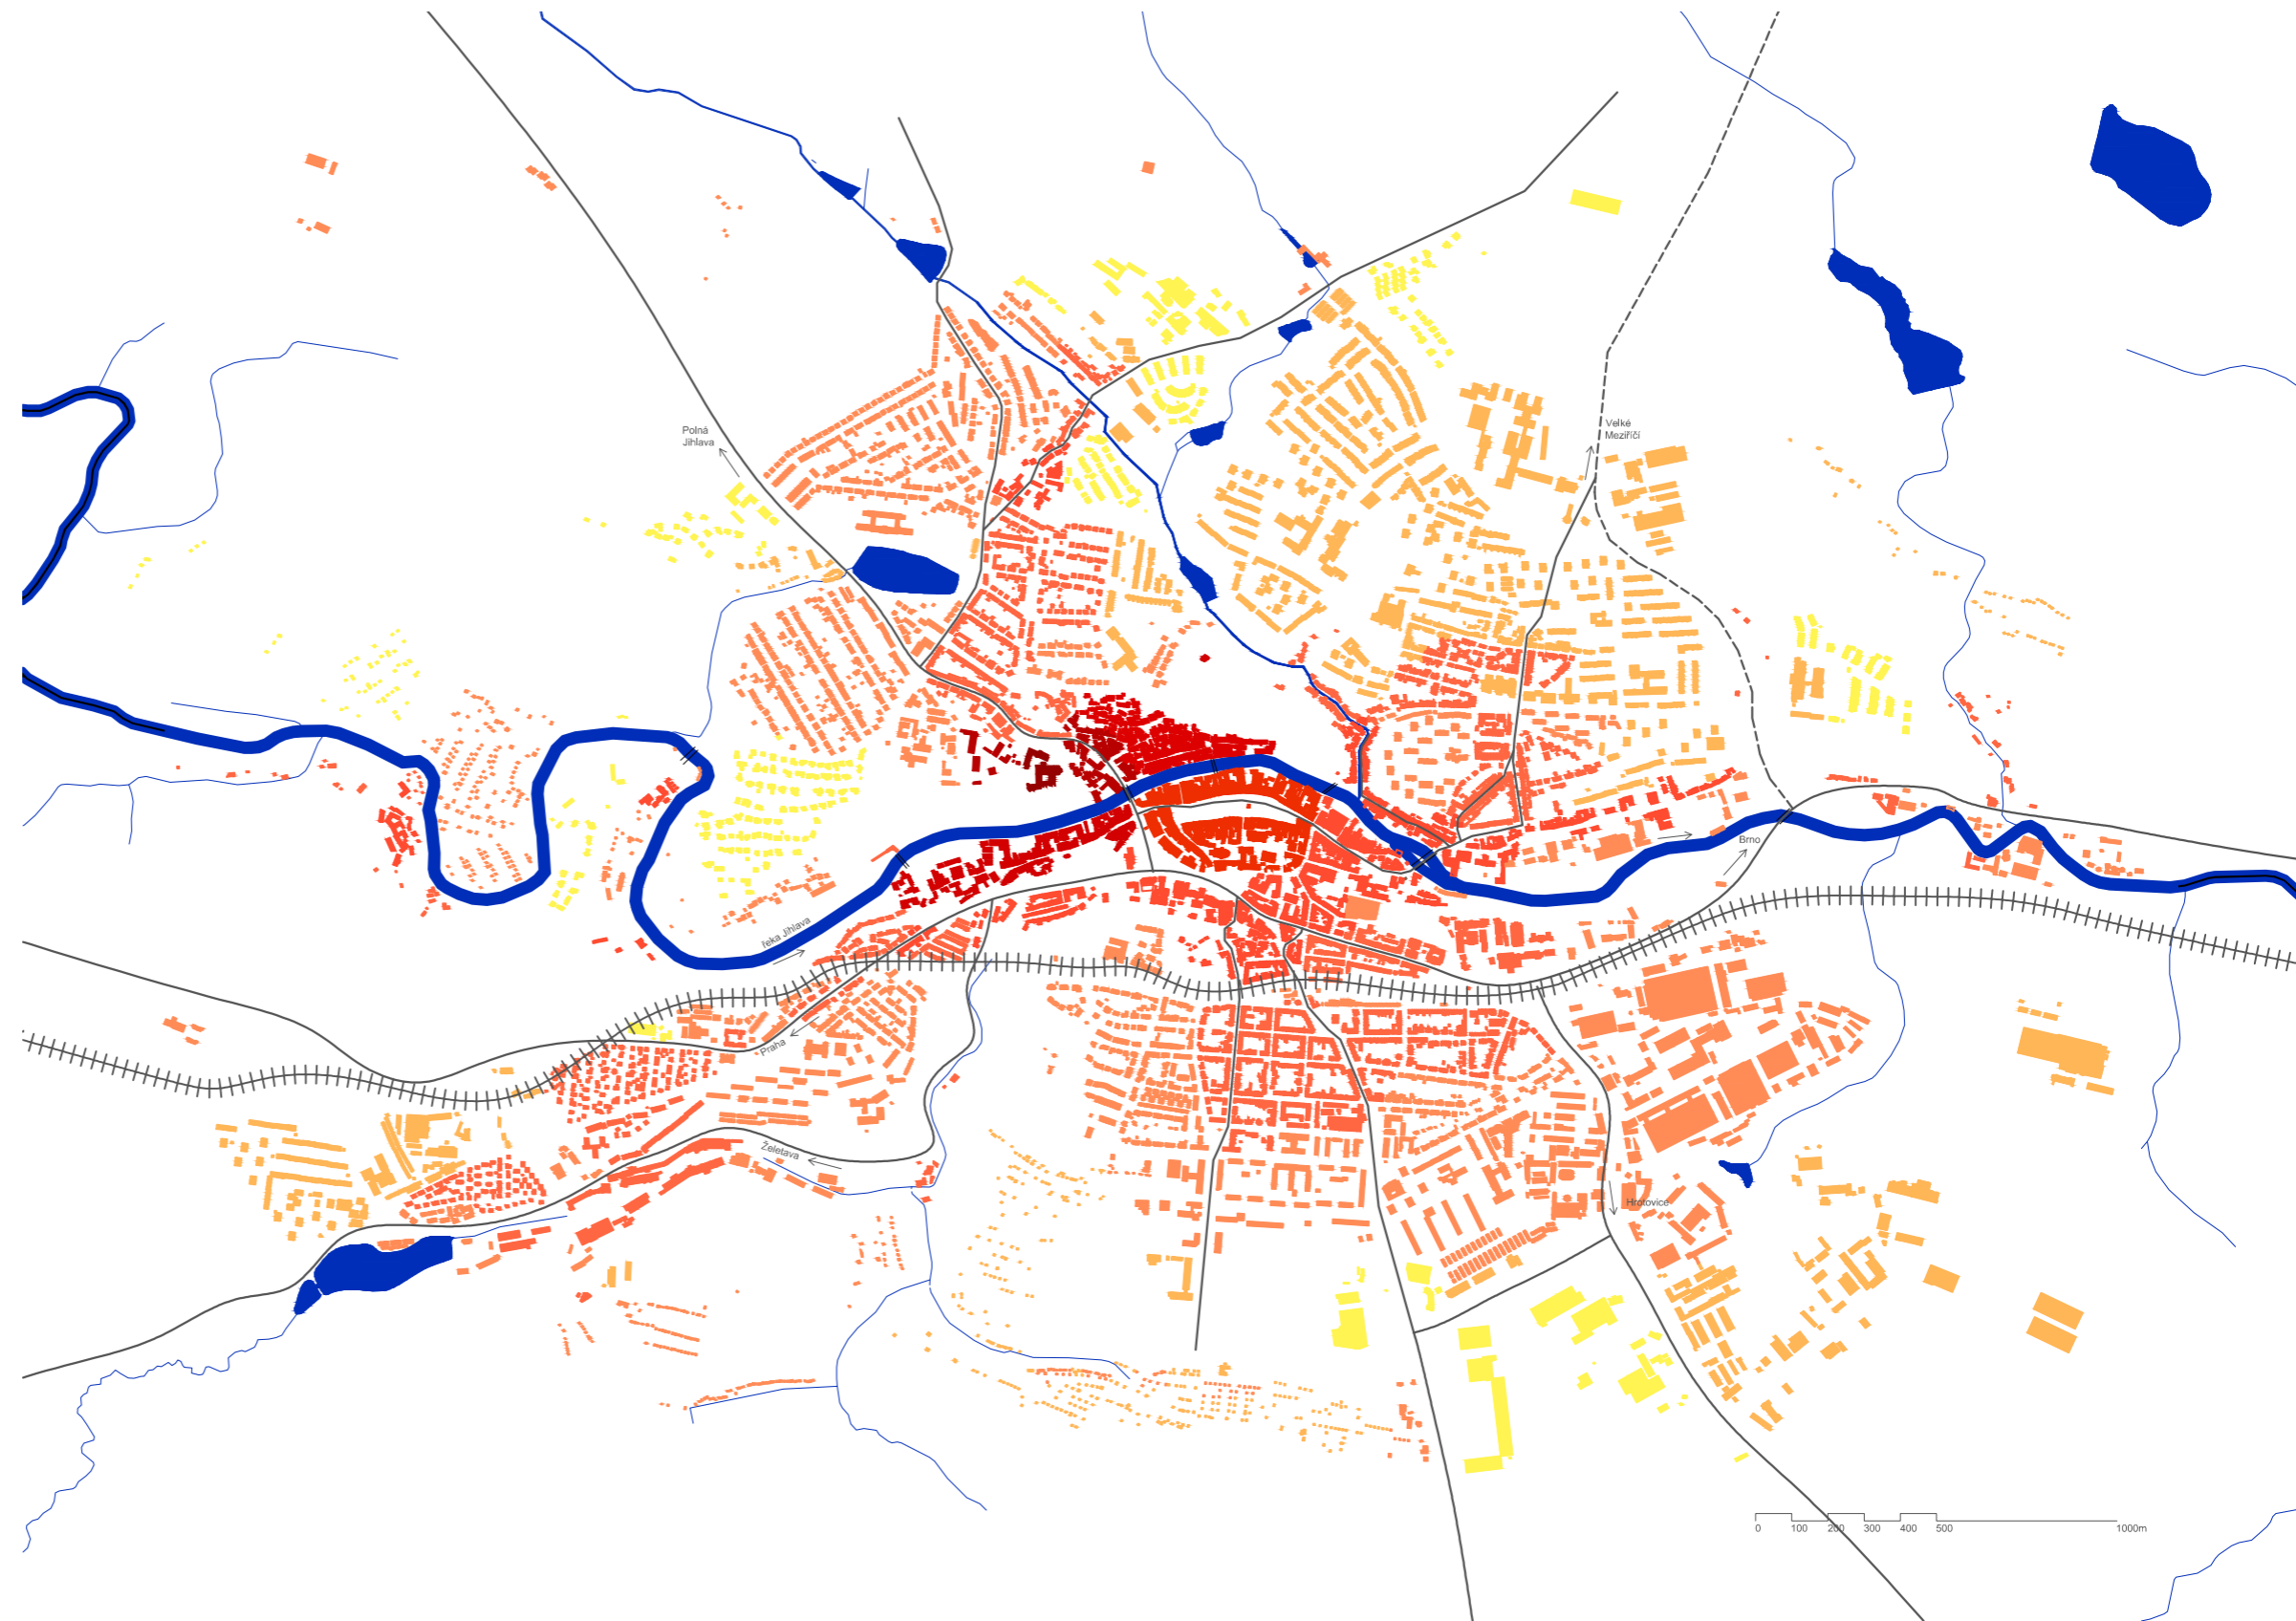 Polná
Jihlava
Velké
Meziříčí
Brno
řeka Jihlava
Praha
Želetava
Hrotovice
0 100 200 300 400 500 1000m